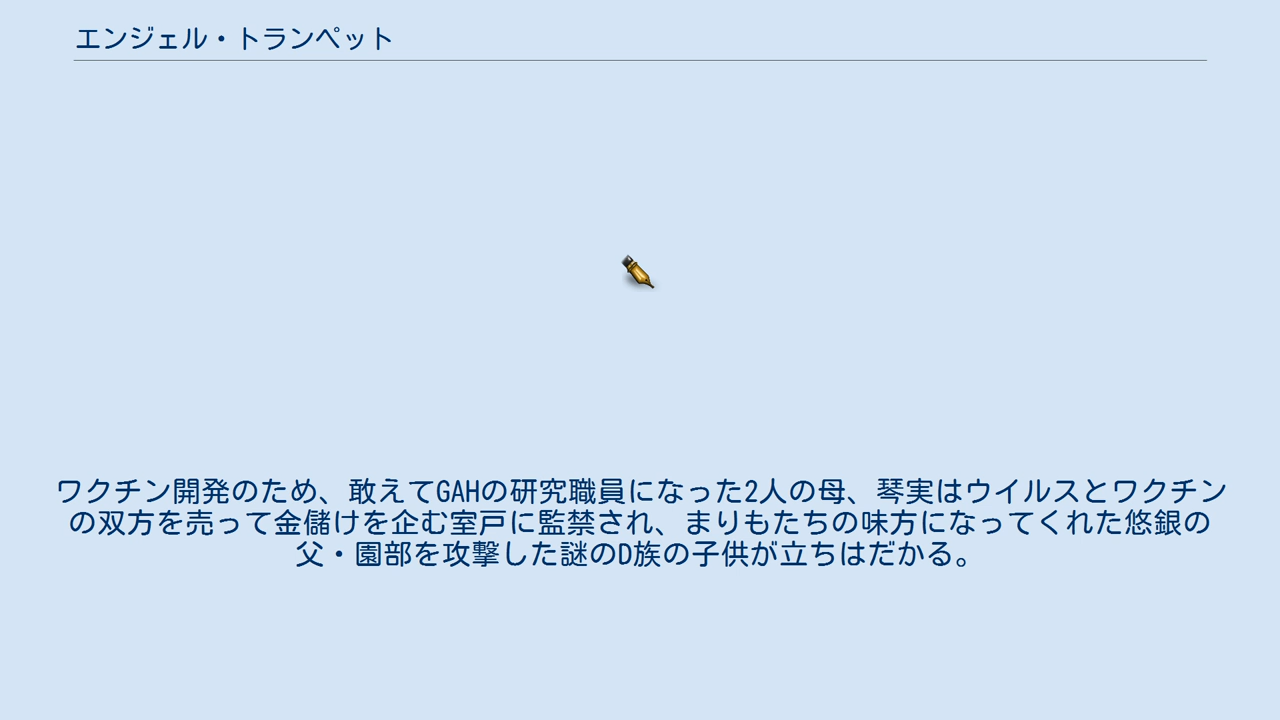 エンジェル・トランペット
ワクチン開発のため、敢えてGAHの研究職員になった2人の母、琴実はウイルスとワクチン
の双方を売って金儲けを企む室戸に監禁され、まりもたちの味方になってくれた悠銀の
父・園部を攻撃した謎のD族の子供が立ちはだかる。